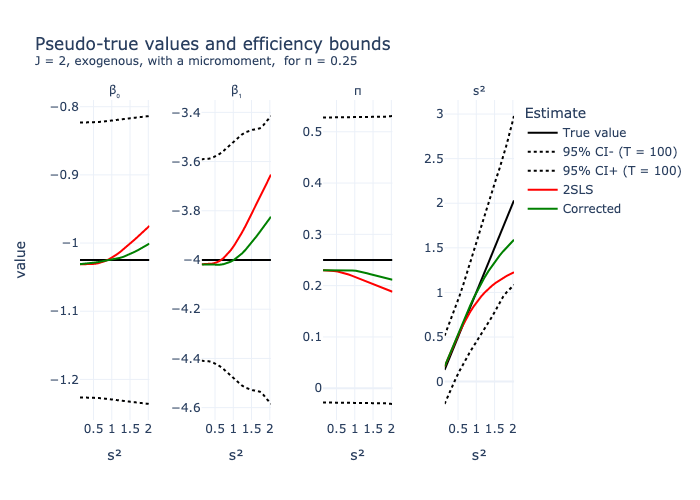 Pseudo-true values and efficiency bounds
J = 2, exogenous, with a micromoment,  for π = 0.25
β₀
β₁
π
s²
value
−0.8
−0.9
−1
−1.1
−1.2
−3.4
−3.6
−3.8
−4
−4.2
−4.4
−4.6
0.5
0.4
0.3
0.2
0.1
0
3
2.5
2
1.5
1
0.5
0
0.5 1 1.5 2
0.5 1 1.5 2
0.5 1 1.5 2
0.5 1 1.5 2
s²
s²
s²
s²
Estimate
True value
95% CI- (T = 100)
95% CI+ (T = 100)
2SLS
Corrected